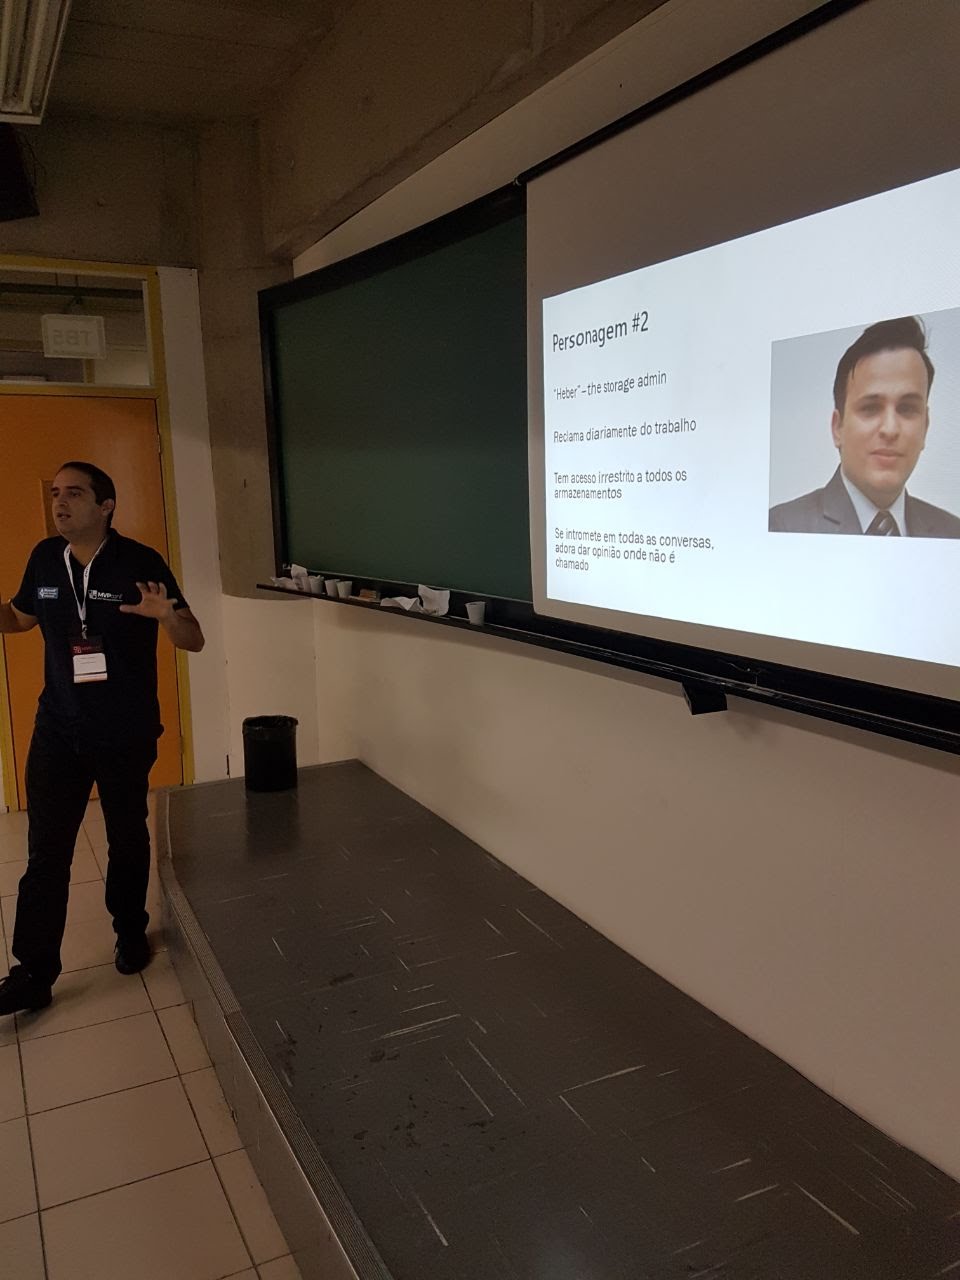 Personagem #2
"Heber" – the storage admin
Reclama diariamente do trabalho
Tem acesso irrestrito a todos os
armazenamentos
Se intromete em todas as conversas,
adora dar opinião onde não é
chamado
MVPconf